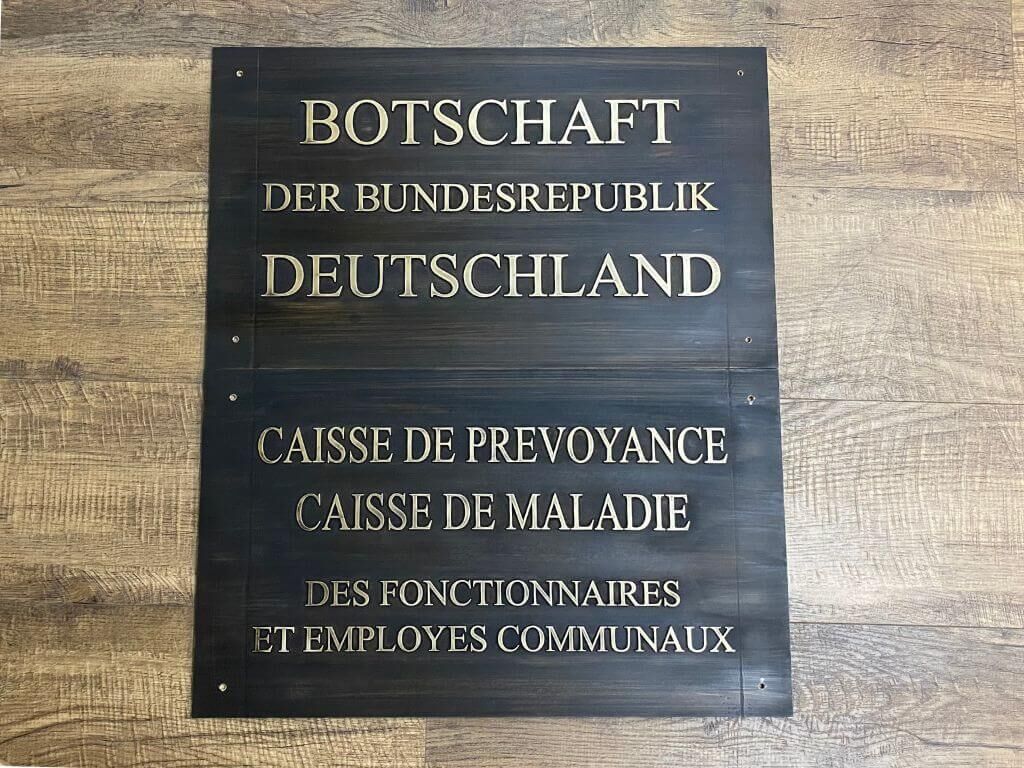 BOTSCHAFT
DER BUNDESREPUBLIK
DEUTSCHLAND
CAISSE DE PREVOYANCE
CAISSE DE MALADIE
DES FONCTIONNAIRES
ET EMPLOYES COMMUNAUX